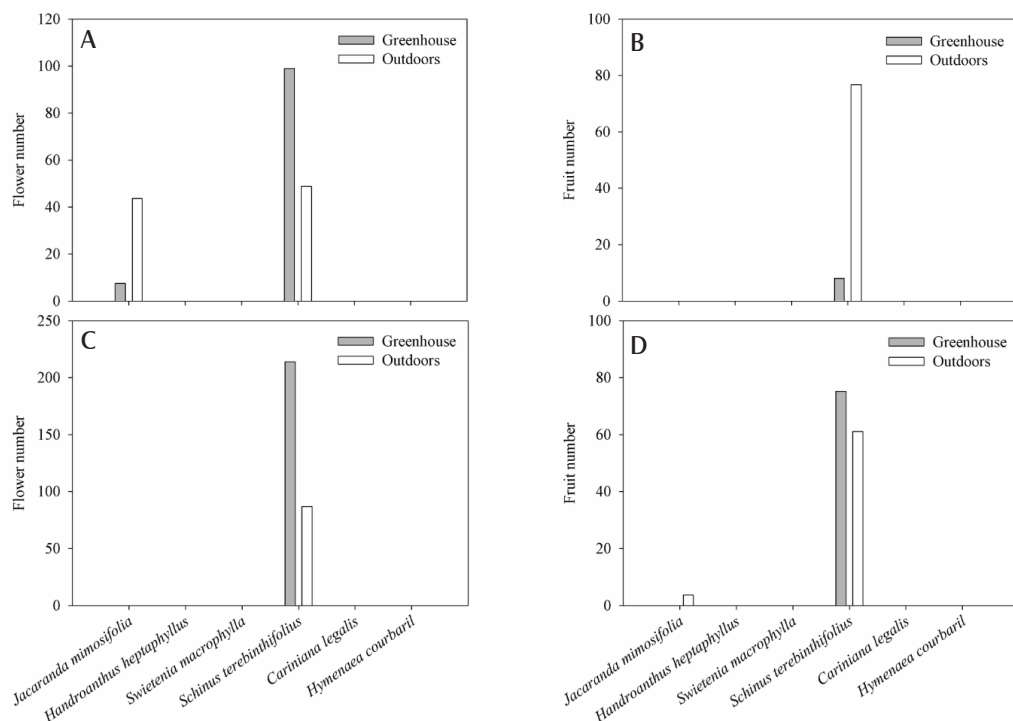 A
Greenhouse
Outdoors
Flower number
120
100
80
60
40
20
0
B
Greenhouse
Outdoors
Fruit number
100
80
60
40
20
0
C
Greenhouse
Outdoors
Flower number
250
200
150
100
50
0
Jacaranda mimosifolia
Handroanthus heptaphyllus
Swietenia macrophylla
Schinus terebinthifolius
Cariniana legalis
Hymenaea courbaril
D
Greenhouse
Outdoors
Fruit number
100
80
60
40
20
0
Jacaranda mimosifolia
Handroanthus heptaphyllus
Swietenia macrophylla
Schinus terebinthifolius
Cariniana legalis
Hymenaea courbaril